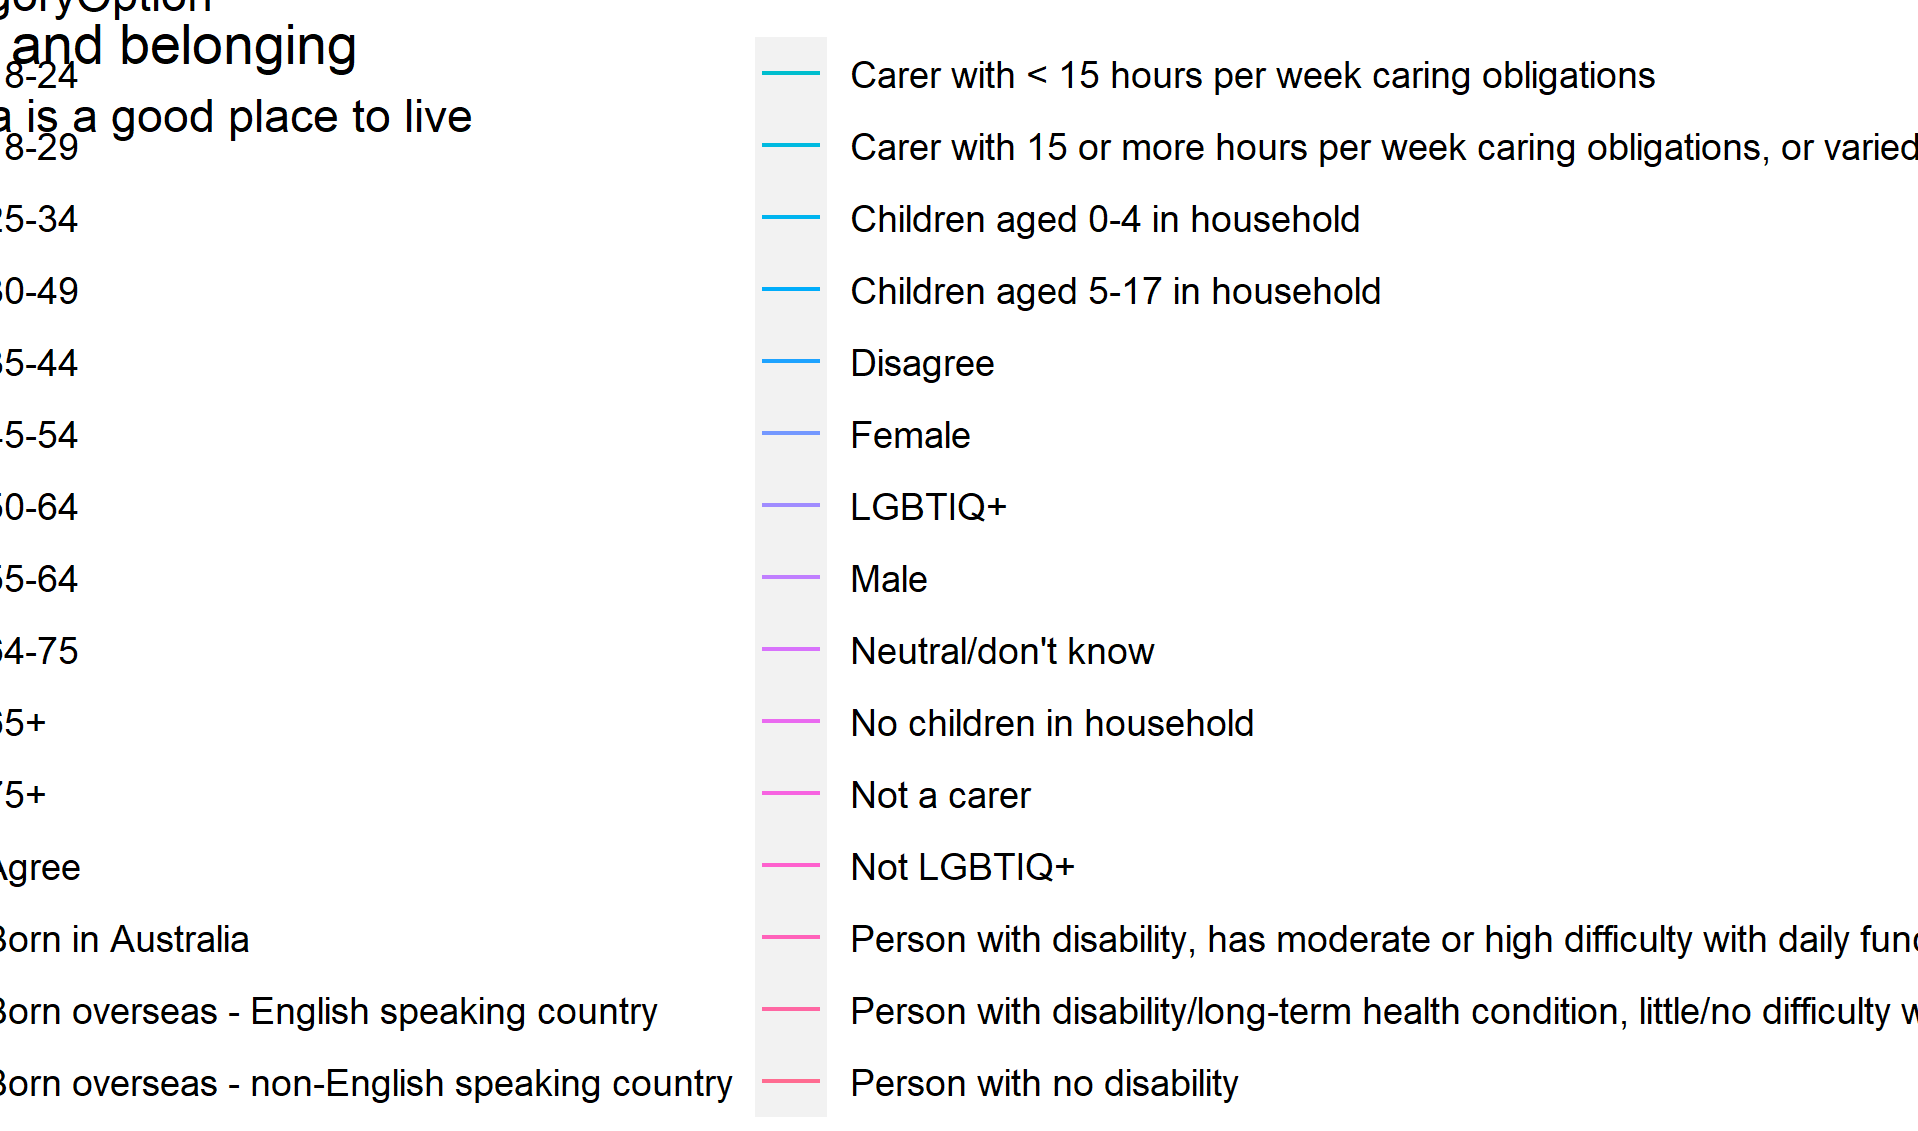 goryOption
and belonging
8-24
a is a good place to live
8-29
25-34
30-49
35-44
45-54
50-64
55-64
64-75
65+
75+
Agree
Born in Australia
Born overseas - English speaking country
Born overseas - non-English speaking country
Carer with < 15 hours per week caring obligations
Carer with 15 or more hours per week caring obligations, or varied
Children aged 0-4 in household
Children aged 5-17 in household
Disagree
Female
LGBTIQ+
Male
Neutral/don't know
No children in household
Not a carer
Not LGBTIQ+
Person with disability, has moderate or high difficulty with daily func
Person with disability/long-term health condition, little/no difficulty w
Person with no disability